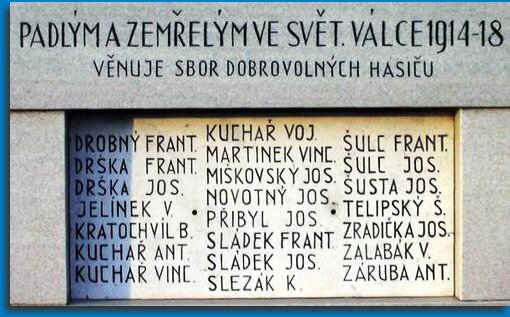 PADLÝM A ZEMŘELÝM VE SVĚT. VÁLCE 1914-18
VĚNUJE SBOR DOBROVOLNÝCH HASIČU
DROBNÝ FRANT.
DRŠKA FRANT.
DRŠKA JOS.
JELÍNEK V.
KRATOCHVÍL B.
KUCHAŘ ANT.
KUCHAŘ VINC.
KUCHAŘ VOJ.
MARTINEK VINC.
MIŠKOVSKÝ JOS.
NOVOTNÝ JOS.
PŘIBYL JOS.
SLÁDEK FRANT.
SLÁDEK JOS.
SLEZÁK K.
ŠULC FRANT.
ŠULC JOS.
ŠUSTA JOS.
TELIPSKÝ Š.
ZRADIČKA JOS.
ZALABÁK V.
ZÁRUBA ANT.